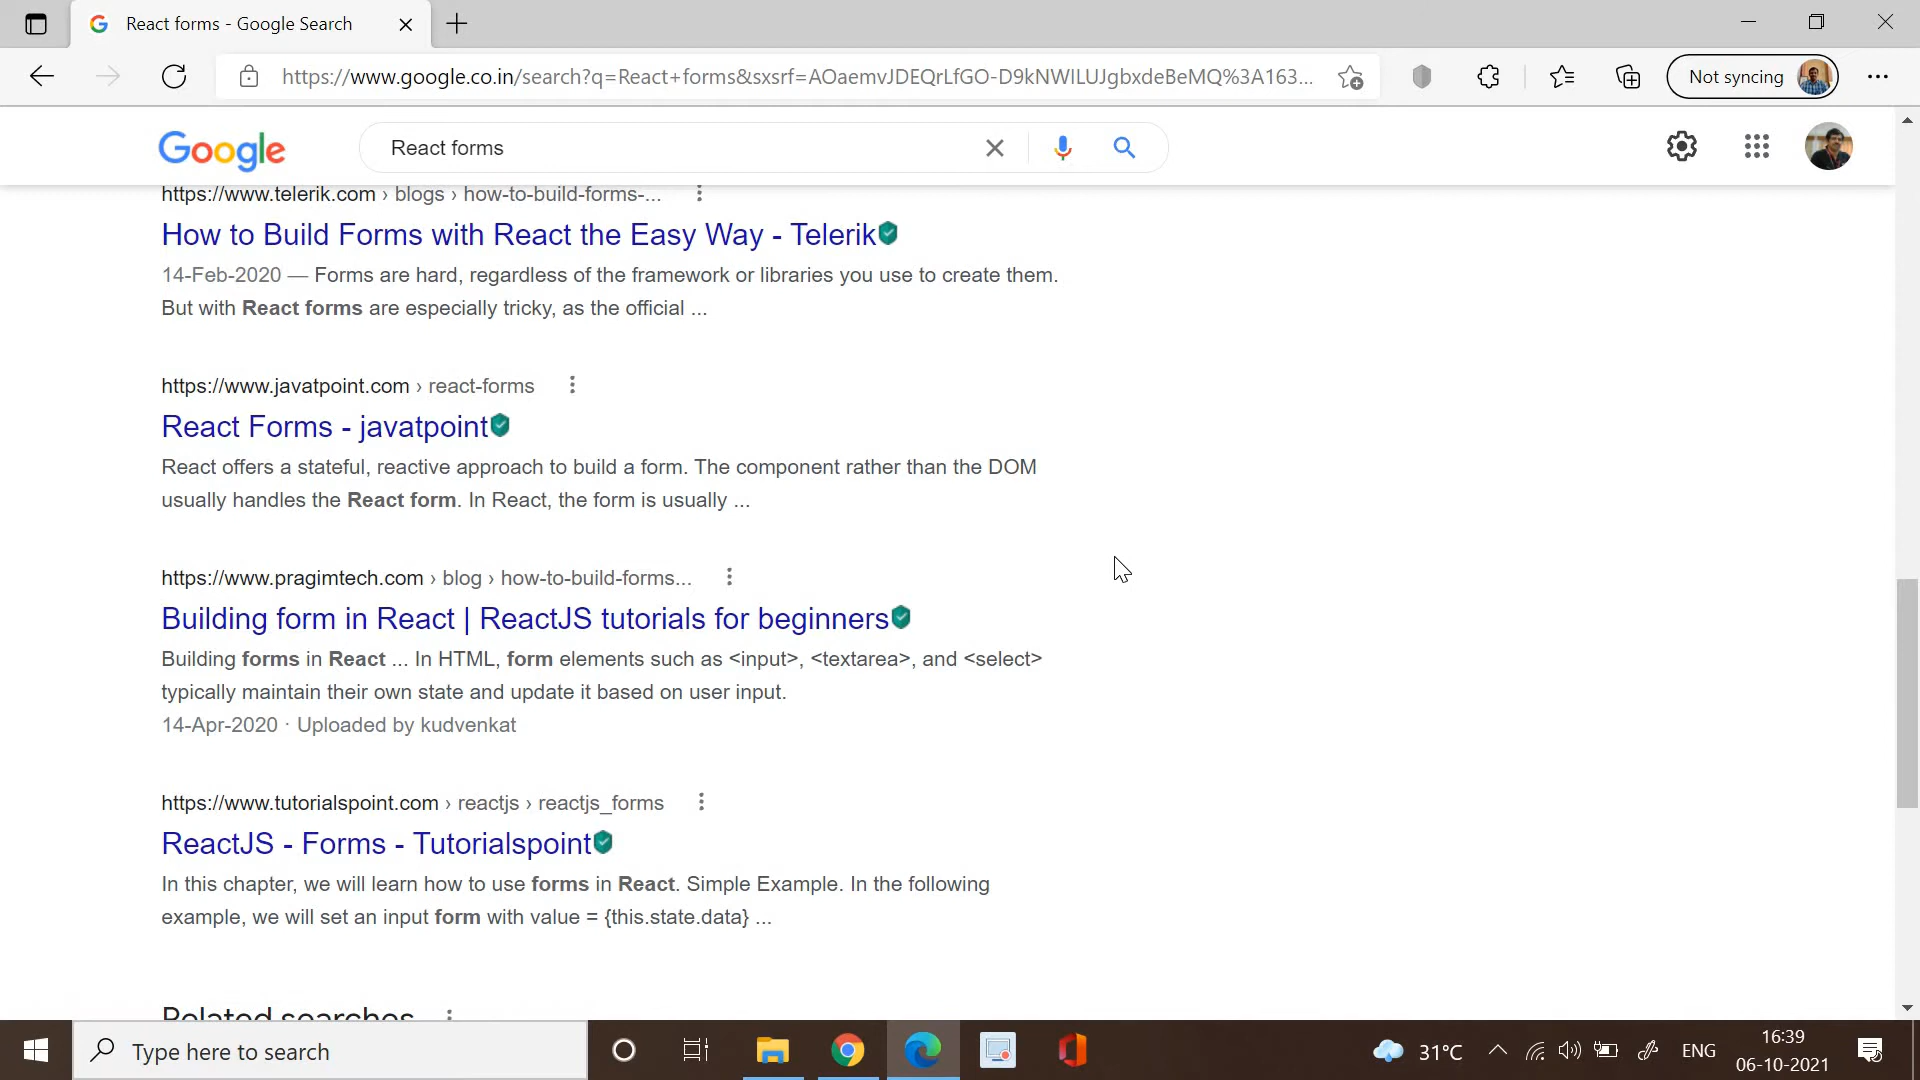 React forms - Google Search
https://www.google.co.in/search?q=React+forms&sxsrf=AOaemvJDEQrLfGO-D9kNWILUJgbxdeBeMQ%3A163...
Not syncing
Google
React forms
https://www.telerik.com › blogs › how-to-build-forms-...
How to Build Forms with React the Easy Way - Telerik
14-Feb-2020 — Forms are hard, regardless of the framework or libraries you use to create them.
But with React forms are especially tricky, as the official ...
https://www.javatpoint.com › react-forms
React Forms - javatpoint
React offers a stateful, reactive approach to build a form. The component rather than the DOM
usually handles the React form. In React, the form is usually ...
https://www.pragimtech.com › blog › how-to-build-forms...
Building form in React | ReactJS tutorials for beginners
Building forms in React ... In HTML, form elements such as <input>, <textarea>, and <select>
typically maintain their own state and update it based on user input.
14-Apr-2020 · Uploaded by kudvenkat
https://www.tutorialspoint.com › reactjs › reactjs_forms
ReactJS - Forms - Tutorialspoint
In this chapter, we will learn how to use forms in React. Simple Example. In the following
example, we will set an input form with value = {this.state.data} ...
Related searches
Type here to search
31°C
ENG
16:39
06-10-2021